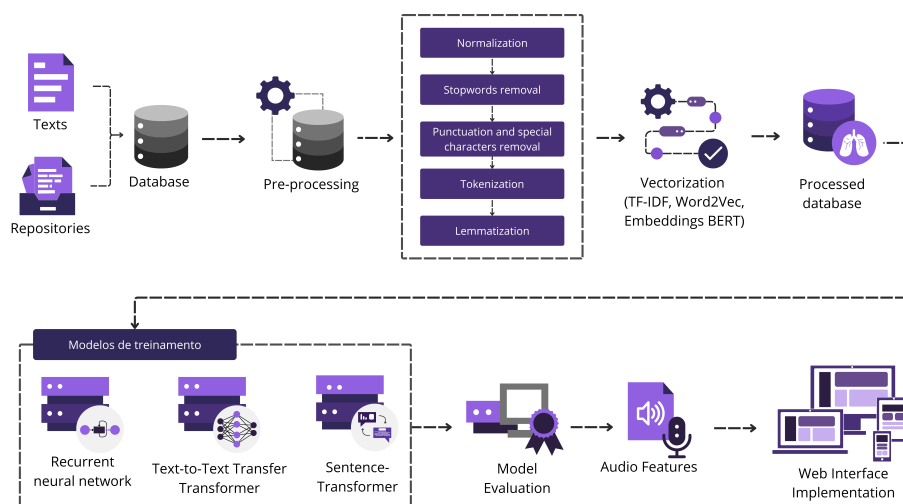 Texts
Repositories
Database
Pre-processing
Normalization
Stopwords removal
Punctuation and special
characters removal
Tokenization
Lemmatization
Vectorization
(TF-IDF, Word2Vec,
Embeddings BERT)
Processed
database
Modelos de treinamento
Recurrent
neural network
Text-to-Text Transfer
Transformer
Sentence-
Transformer
Model
Evaluation
Audio Features
Web Interface
Implementation